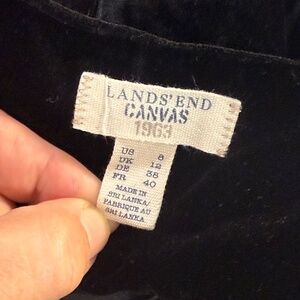 LANDS' END
CANVAS
1963
US 8
UK 12
DE 38
FR 40
MADE IN
SRI LANKA/
FABRIQUE AU
SRI LANKA